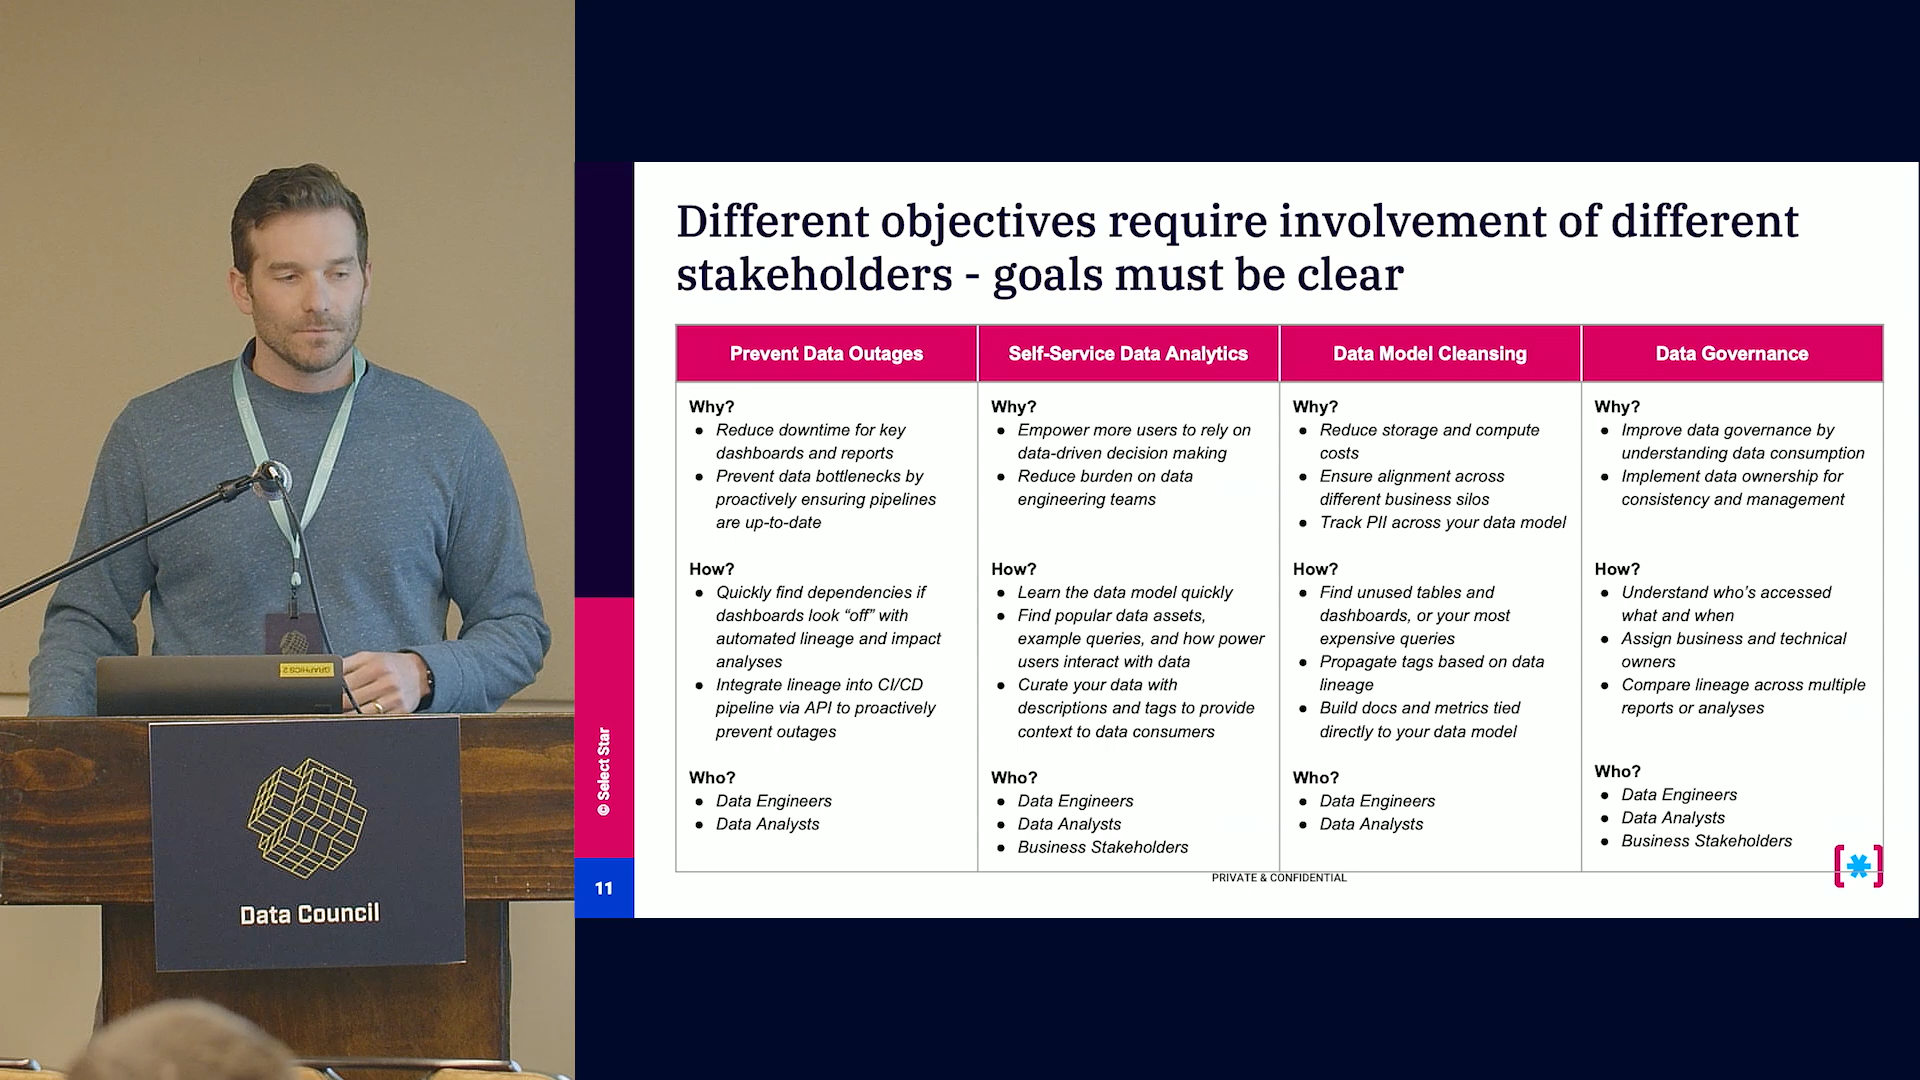 Different objectives require involvement of different
stakeholders - goals must be clear
Prevent Data Outages
Why?
● Reduce downtime for key
dashboards and reports
● Prevent data bottlenecks by
proactively ensuring pipelines
are up-to-date
How?
● Quickly find dependencies if
dashboards look “off” with
automated lineage and impact
analyses
● Integrate lineage into CI/CD
pipeline via API to proactively
prevent outages
Who?
● Data Engineers
● Data Analysts
Self-Service Data Analytics
Why?
● Empower more users to rely on
data-driven decision making
● Reduce burden on data
engineering teams
How?
● Learn the data model quickly
● Find popular data assets,
example queries, and how power
users interact with data
● Curate your data with
descriptions and tags to provide
context to data consumers
Who?
● Data Engineers
● Data Analysts
● Business Stakeholders
Data Model Cleansing
Why?
● Reduce storage and compute
costs
● Ensure alignment across
different business silos
● Track PII across your data model
How?
● Find unused tables and
dashboards, or your most
expensive queries
● Propagate tags based on data
lineage
● Build docs and metrics tied
directly to your data model
Who?
● Data Engineers
● Data Analysts
Data Governance
Why?
● Improve data governance by
understanding data consumption
● Implement data ownership for
consistency and management
How?
● Understand who’s accessed
what and when
● Assign business and technical
owners
● Compare lineage across multiple
reports or analyses
Who?
● Data Engineers
● Data Analysts
● Business Stakeholders
PRIVATE & CONFIDENTIAL
© Select Star
11
GRAPHICS 2
Data Council